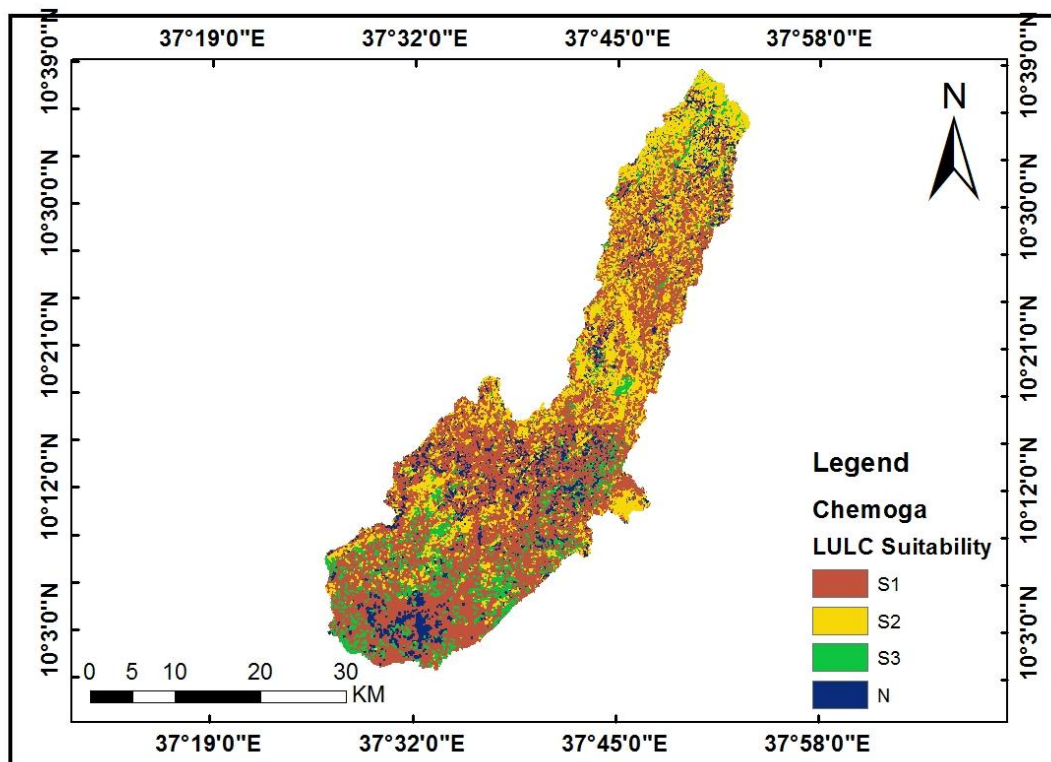 37°19'0"E 37°32'0"E 37°45'0"E 37°58'0"E
10°39'0"N
10°30'0"N
10°21'0"N
10°12'0"N
10°3'0"N
N
10°39'0"N
10°30'0"N
10°21'0"N
10°12'0"N
10°3'0"N
Legend
Chemoga
LULC Suitability
S1
S2
S3
N
0 5 10 20 30
KM
37°19'0"E 37°32'0"E 37°45'0"E 37°58'0"E